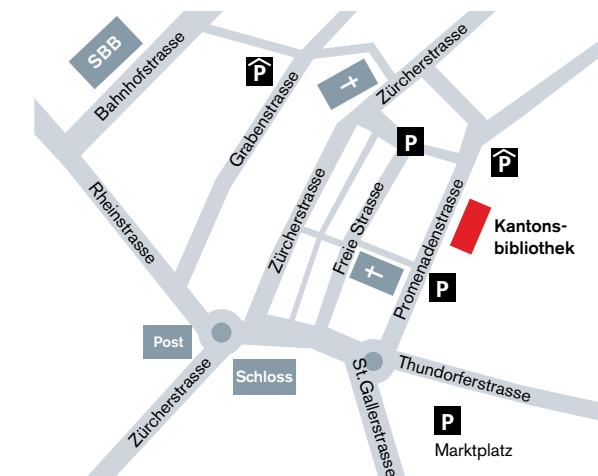 SBB
Bahnhofstrasse
P
Grabenstrasse
Zürcherstrasse
P
P
Rheinstrasse
Zürcherstrasse
Freie Strasse
Promenadenstrasse
Kantons-
bibliothek
P
Post
Schloss
Zürcherstrasse
St.Gallerstrasse
Thundorferstrasse
P
Marktplatz